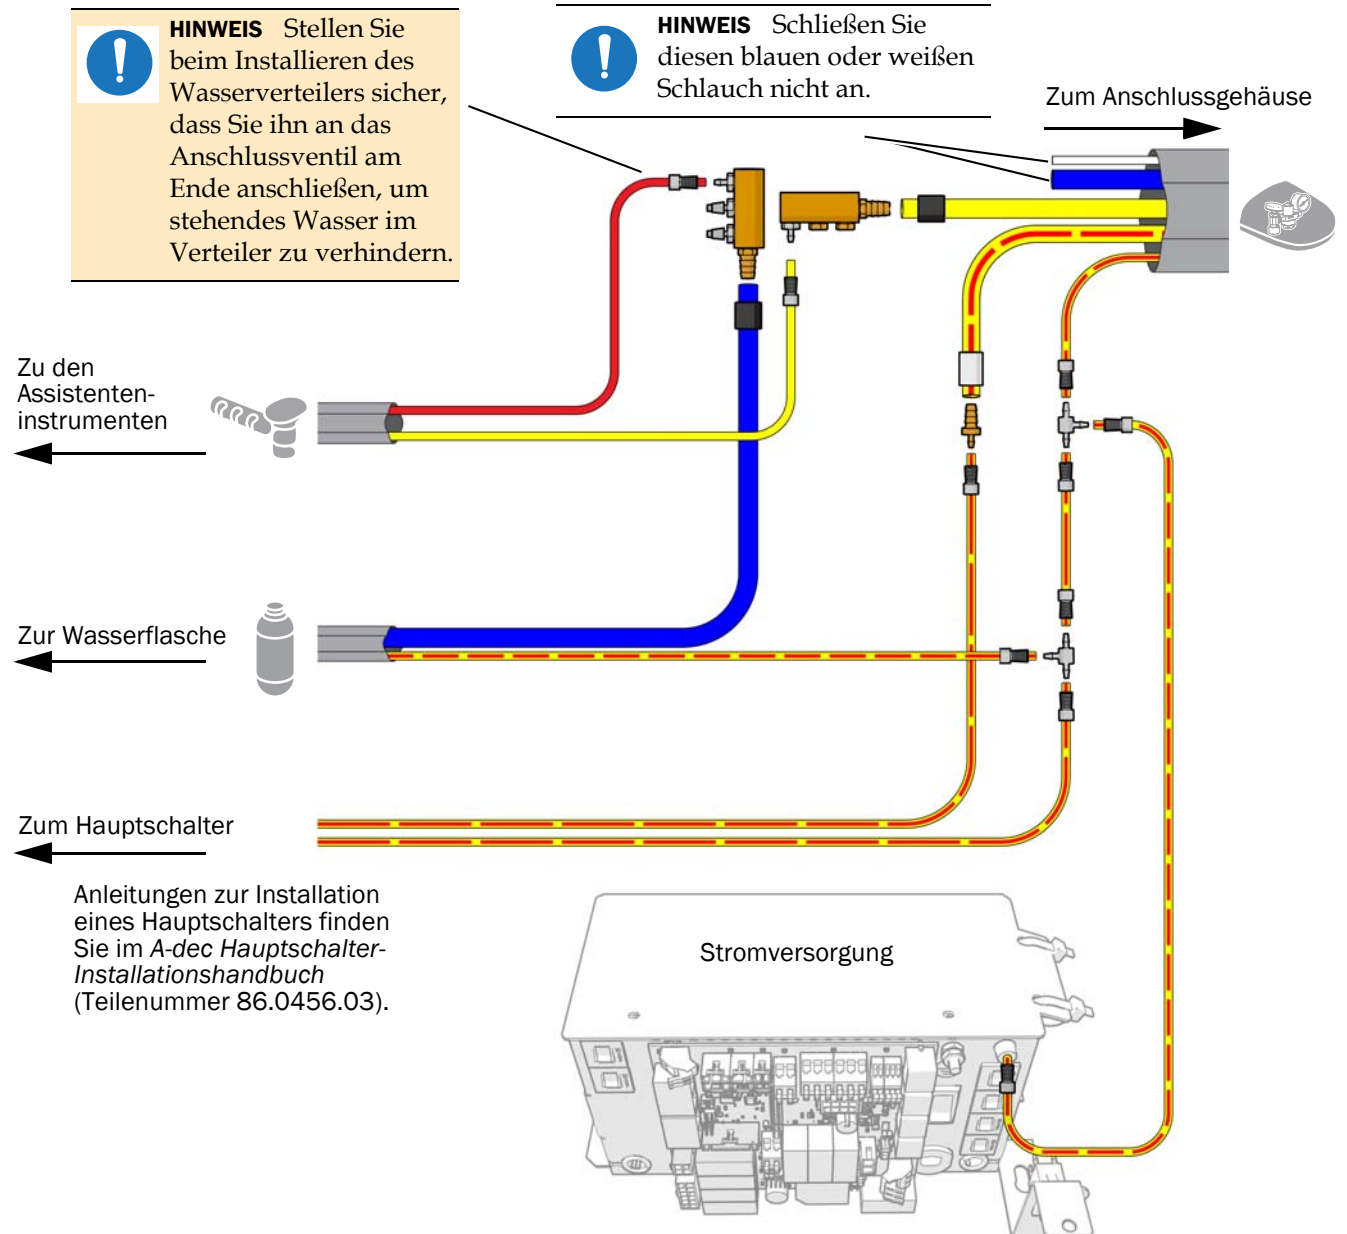 HINWEIS Stellen Sie
beim Installieren des
Wasserverteilers sicher,
dass Sie ihn an das
Anschlussventil am
Ende anschließen, um
stehendes Wasser im
Verteiler zu verhindern.
HINWEIS Schließen Sie
diesen blauen oder weißen
Schlauch nicht an.
Zum Anschlussgehäuse
Zu den
Assistenten-
instrumenten
Zur Wasserflasche
Zum Hauptschalter
Anleitungen zur Installation
eines Hauptschalters finden
Sie im A-dec Hauptschalter-
Installationshandbuch
(Teilenummer 86.0456.03).
Stromversorgung